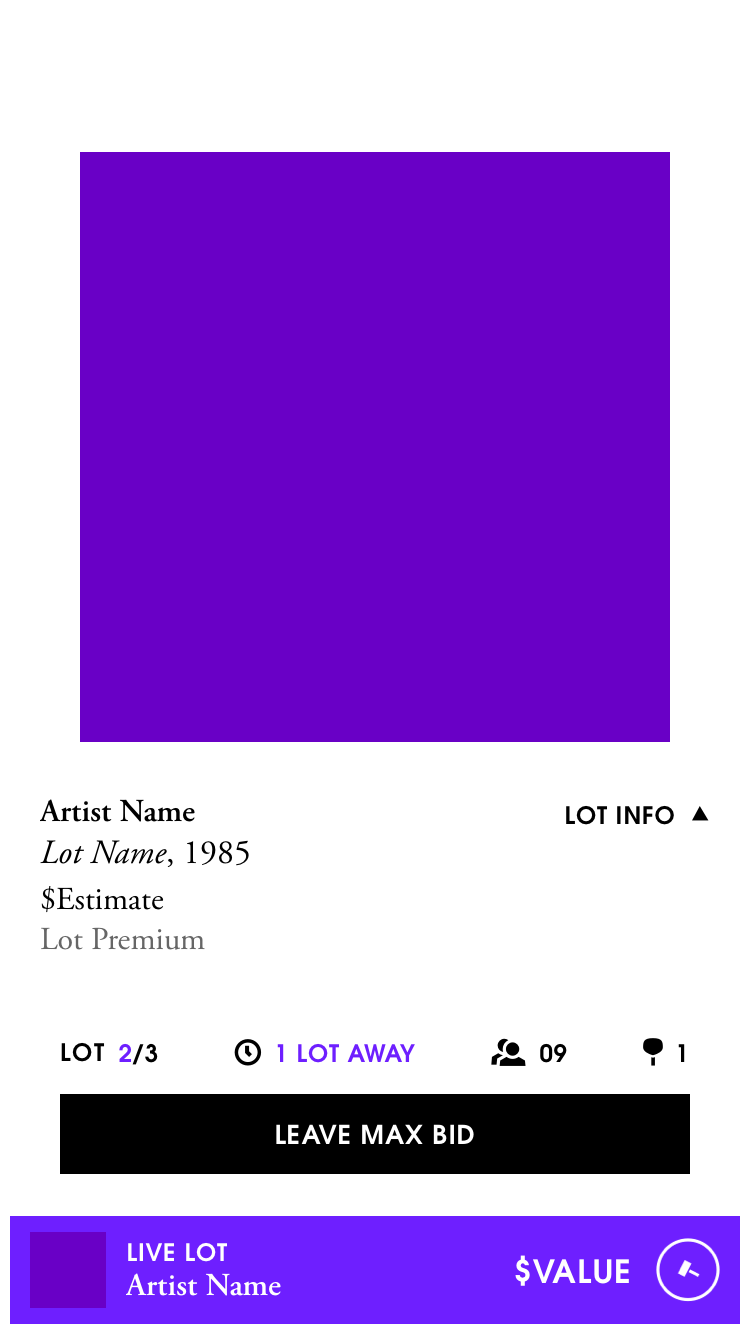 Artist Name
LOT INFO
Lot Name, 1985
$Estimate
Lot Premium
LOT 2/3
1 LOT AWAY
09
1
LEAVE MAX BID
LIVE LOT
Artist Name
$VALUE